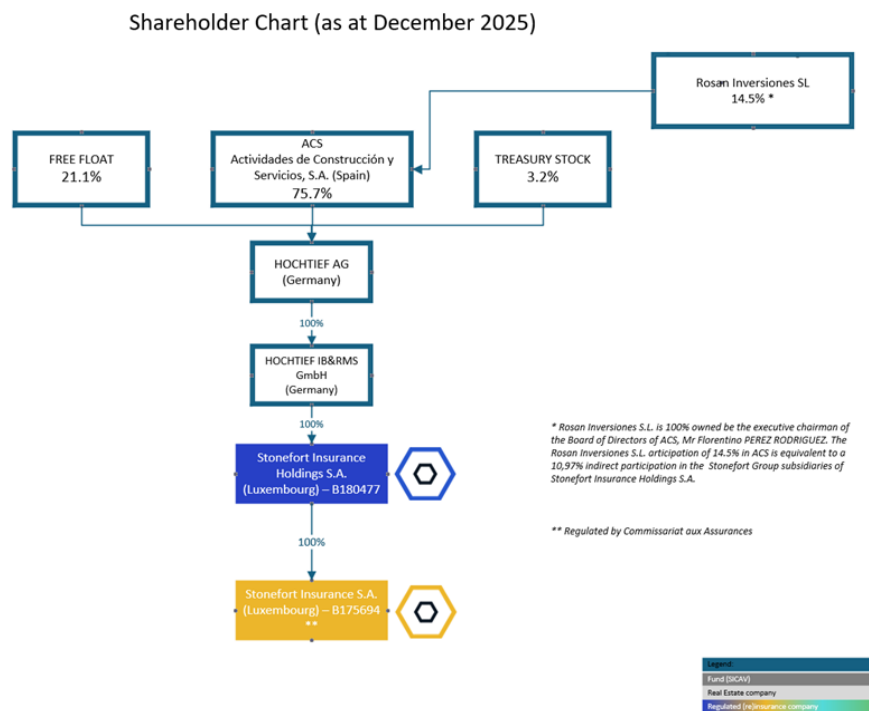 Shareholder Chart (as at December 2025)
Rosan Inversiones SL
14.5% *
FREE FLOAT
21.1%
ACS
Actividades de Construcción y
Servicios, S.A. (Spain)
75.7%
TREASURY STOCK
3.2%
HOCHTIEF AG
(Germany)
100%
HOCHTIEF IB&RMS
GmbH
(Germany)
100%
Stonefort Insurance
Holdings S.A.
(Luxembourg) – B180477
* Rosan Inversiones S.L. is 100% owned be the executive chairman of
the Board of Directors of ACS, Mr Florentino PEREZ RODRIGUEZ. The
Rosan Inversiones S.L. articipation of 14.5% in ACS is equivalent to a
10,97% indirect participation in the Stonefort Group subsidiaries of
Stonefort Insurance Holdings S.A.
** Regulated by Commissariat aux Assurances
100%
Stonefort Insurance S.A.
(Luxembourg) – B175694
**
Legend:
Fund (SICAV)
Real Estate company
Regulated (re)insurance company